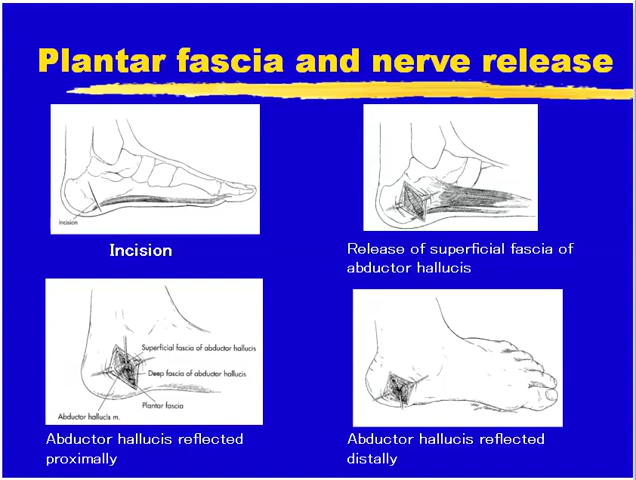 Plantar fascia and nerve release
Incision
Incision
Release of superficial fascia of
abductor hallucis
Superficial fascia of abductor hallucis
Deep fascia of abductor hallucis
Plantar fascia
Abductor hallucis m.
Abductor hallucis reflected
proximally
Abductor hallucis reflected
distally